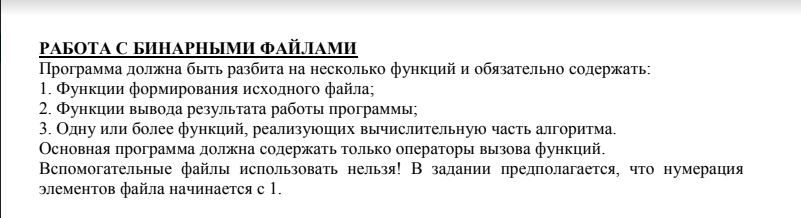 РАБОТА С БИНАРНЫМИ ФАЙЛАМИ
Программа должна быть разбита на несколько функций и обязательно содержать:
1. Функции формирования исходного файла;
2. Функции вывода результата работы программы;
3. Одну или более функций, реализующих вычислительную часть алгоритма.
Основная программа должна содержать только операторы вызова функций.
Вспомогательные файлы использовать нельзя! В задании предполагается, что нумерация
элементов файла начинается с 1.